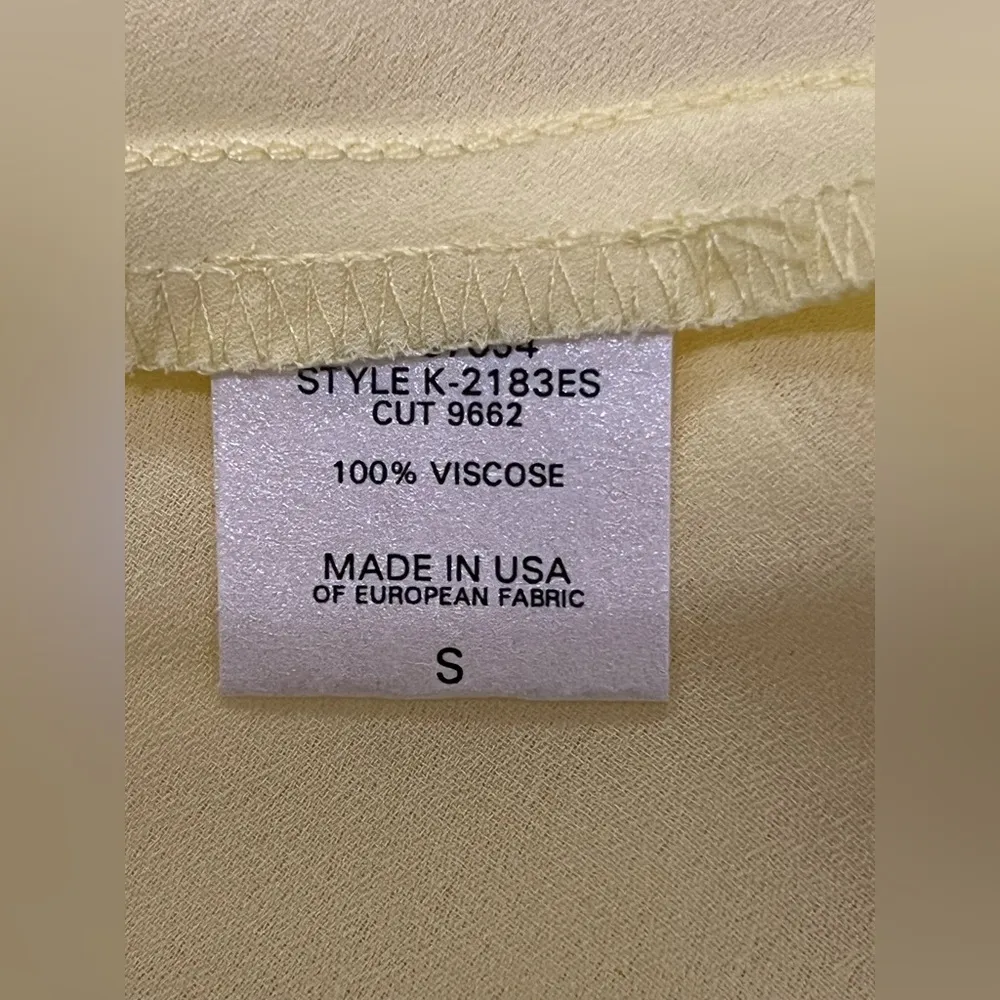 STYLE K-2183ES
CUT 9662
100% VISCOSE
MADE IN USA
OF EUROPEAN FABRIC
S